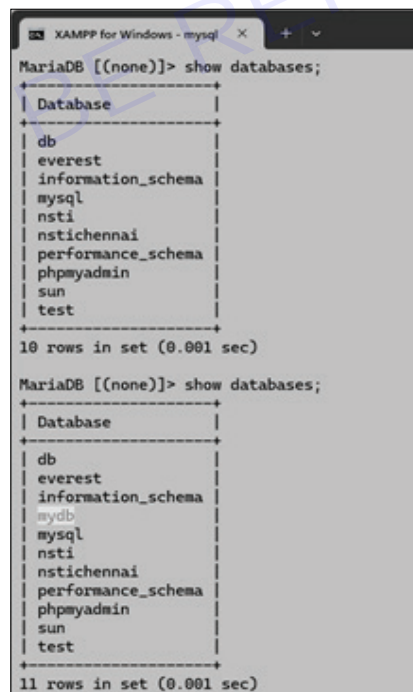 XAMPP for Windows - mysql
MariaDB [(none)]> show databases;
+--------------------+
| Database           |
+--------------------+
| db                 |
| everest            |
| information_schema |
| mysql              |
| nsti               |
| nstichennai        |
| performance_schema |
| phpmyadmin         |
| sun                |
| test               |
+--------------------+
10 rows in set (0.001 sec)
MariaDB [(none)]> show databases;
+--------------------+
| Database           |
+--------------------+
| db                 |
| everest            |
| information_schema |
| mydb               |
| mysql              |
| nsti               |
| nstichennai        |
| performance_schema |
| phpmyadmin         |
| sun                |
| test               |
+--------------------+
11 rows in set (0.001 sec)